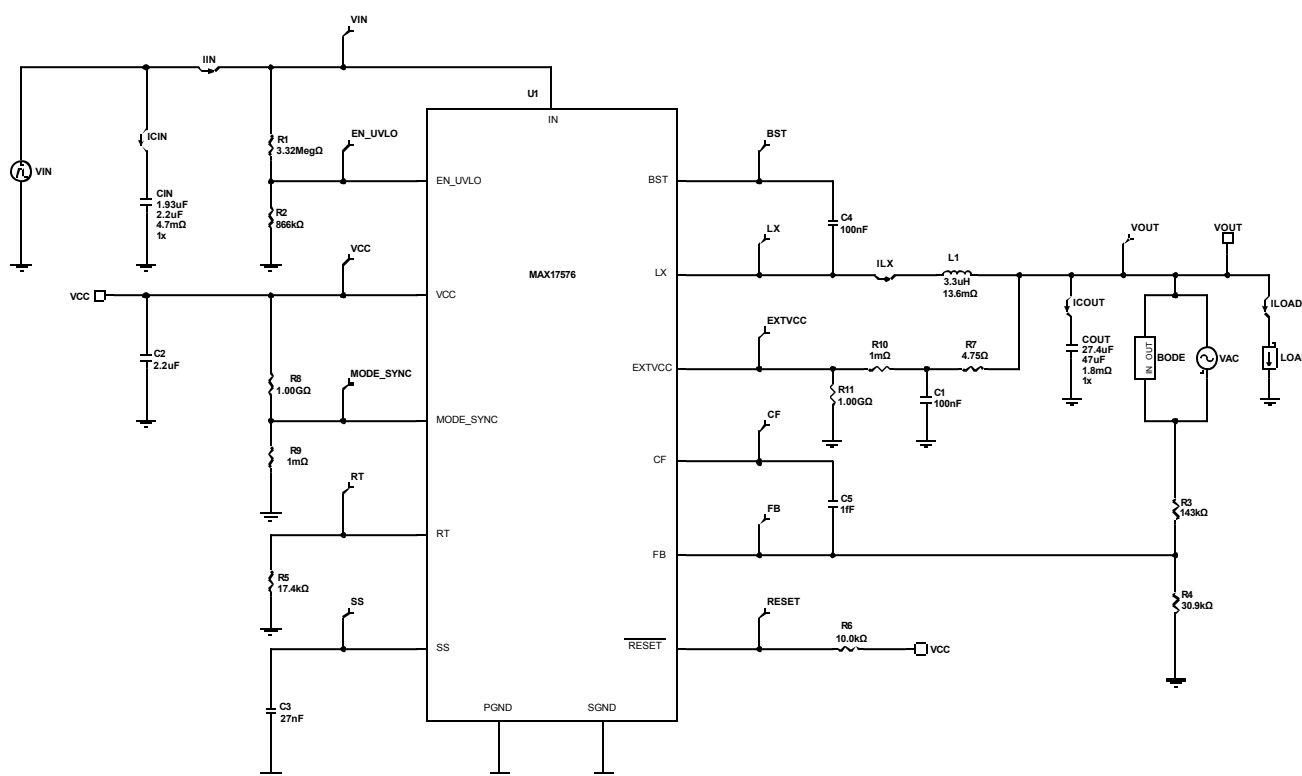 VIN
IIN
U1
IN
ICIN
R1
3.32MegΩ
EN_UVLO
EN_UVLO
VIN
CIN
1.93uF
2.2uF
4.7mΩ
1x
R2
866kΩ
VCC
VCC
VCC
C2
2.2uF
R8
1.00GΩ
MODE_SYNC
MODE_SYNC
R9
1mΩ
RT
RT
R5
17.4kΩ
SS
SS
C3
27nF
MAX17576
PGND
SGND
BST
BST
C4
100nF
LX
LX
ILX
L1
3.3uH
13.6mΩ
VOUT
VOUT
EXTVCC
EXTVCC
R10
1mΩ
R7
4.75Ω
R11
1.00GΩ
C1
100nF
ICOUT
COUT
27.4uF
47uF
1.8mΩ
1x
IN OUT
BODE
VAC
ILOAD
LOA
CF
CF
C5
1fF
FB
FB
R3
143kΩ
R4
30.9kΩ
RESET
RESET
R6
10.0kΩ
VCC